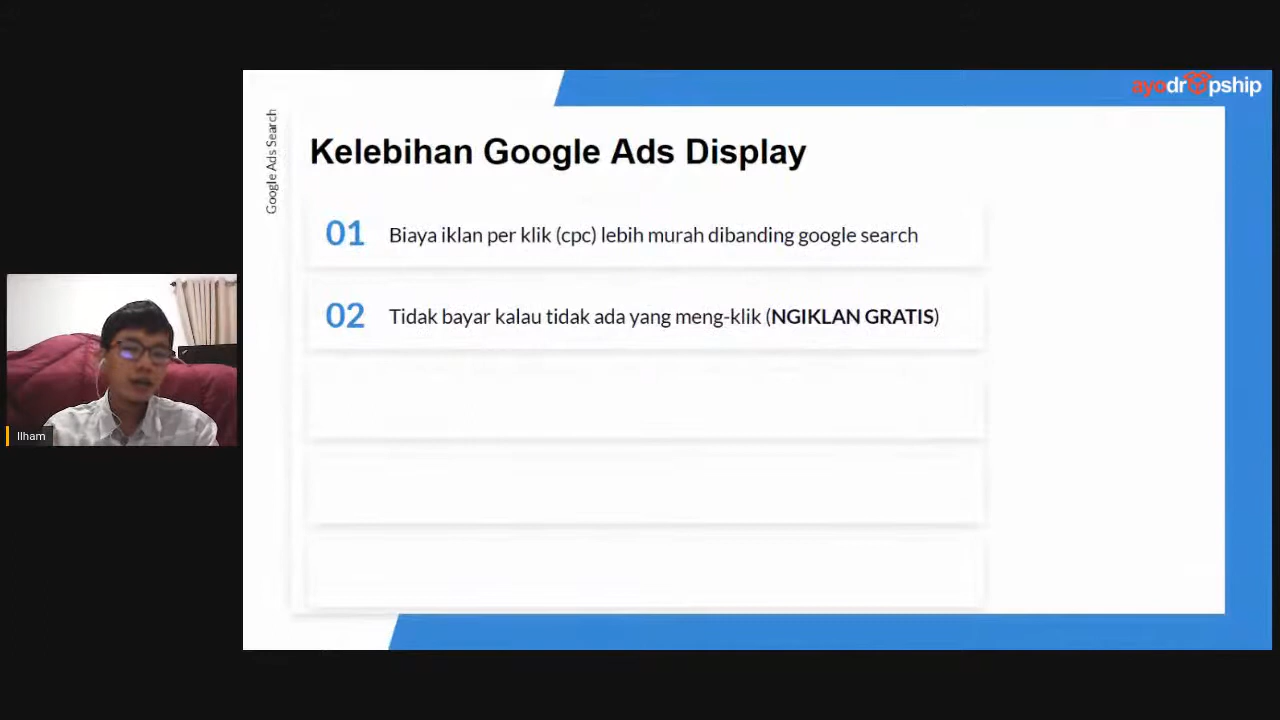 ayodropship
Google Ads Search
Kelebihan Google Ads Display
01 Biaya iklan per klik (cpc) lebih murah dibanding google search
02 Tidak bayar kalau tidak ada yang meng-klik (NGIKLAN GRATIS)
Ilham